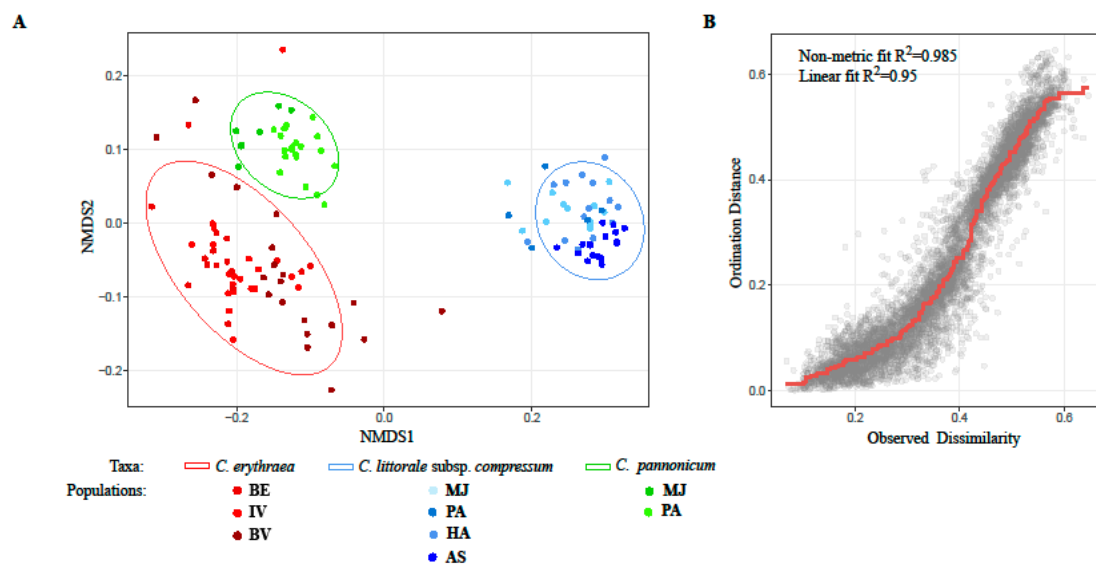 A
B
0.2
0.1
0.0
−0.1
−0.2
NMDS2
−0.2
0.0
0.2
NMDS1
Non-metric fit R²=0.985
Linear fit R²=0.95
0.6
0.4
0.2
0.0
Ordination Distance
0.2
0.4
0.6
Observed Dissimilarity
Taxa: C. erythraea C. littorale subsp. compressum C. pannonicum
Populations: BE MJ MJ
IV PA PA
BV HA
AS